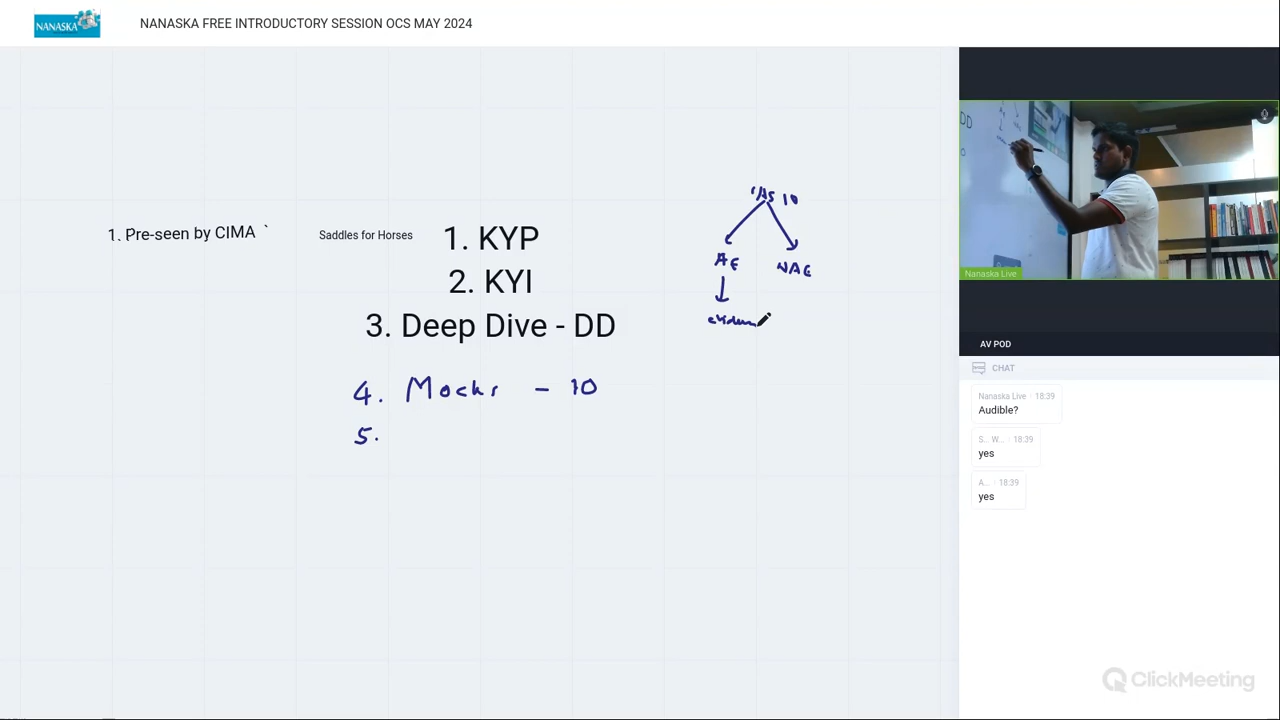 NANASKA
NANASKA FREE INTRODUCTORY SESSION OCS MAY 2024
1. Pre-seen by CIMA `
Saddles for Horses
1. KYP
2. KYI
3. Deep Dive - DD
4. Mocks - 10
5.
IAS 10
AE
NAE
DD
Nanaska Live
AV POD
CHAT
Nanaska Live 18:39
Audible?
S.. W... 18:39
yes
A... 18:39
yes
ClickMeeting